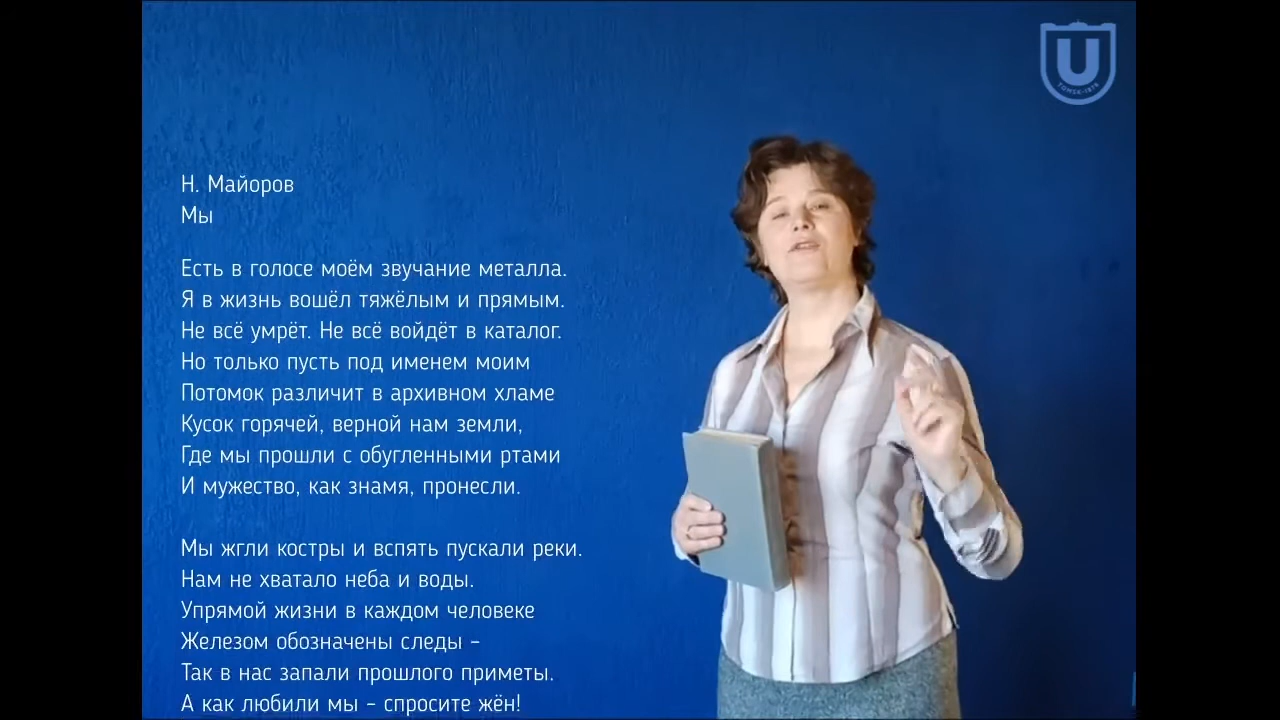 Н. Майоров
Мы
Есть в голосе моём звучание металла.
Я в жизнь вошёл тяжёлым и прямым.
Не всё умрёт. Не всё войдёт в каталог.
Но только пусть под именем моим
Потомок различит в архивном хламе
Кусок горячей, верной нам земли,
Где мы прошли с обугленными ртами
И мужество, как знамя, пронесли.
Мы жгли костры и вспять пускали реки.
Нам не хватало неба и воды.
Упрямой жизни в каждом человеке
Железом обозначены следы –
Так в нас запали прошлого приметы.
А как любили мы – спросите жён!
U
ТОМСК·1878